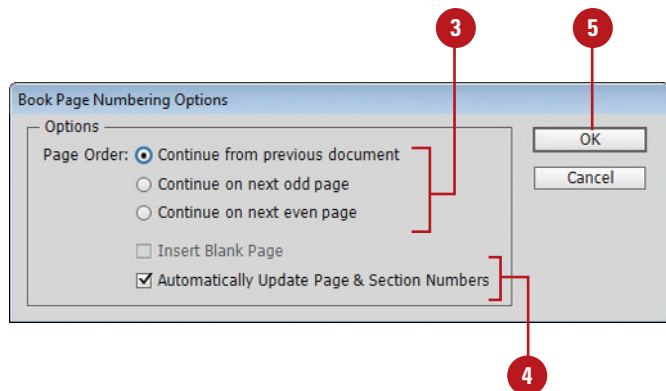 3
5
Book Page Numbering Options
Options
OK
Page Order: Continue from previous document
Cancel
Continue on next odd page
Continue on next even page
Insert Blank Page
Automatically Update Page & Section Numbers
4